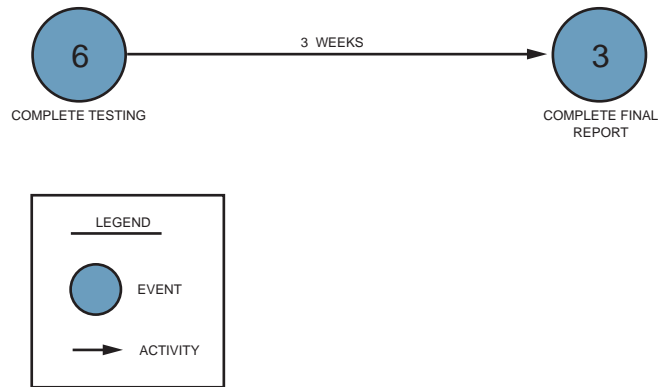 6
3 WEEKS
3
COMPLETE TESTING
COMPLETE FINAL
REPORT
LEGEND
EVENT
ACTIVITY